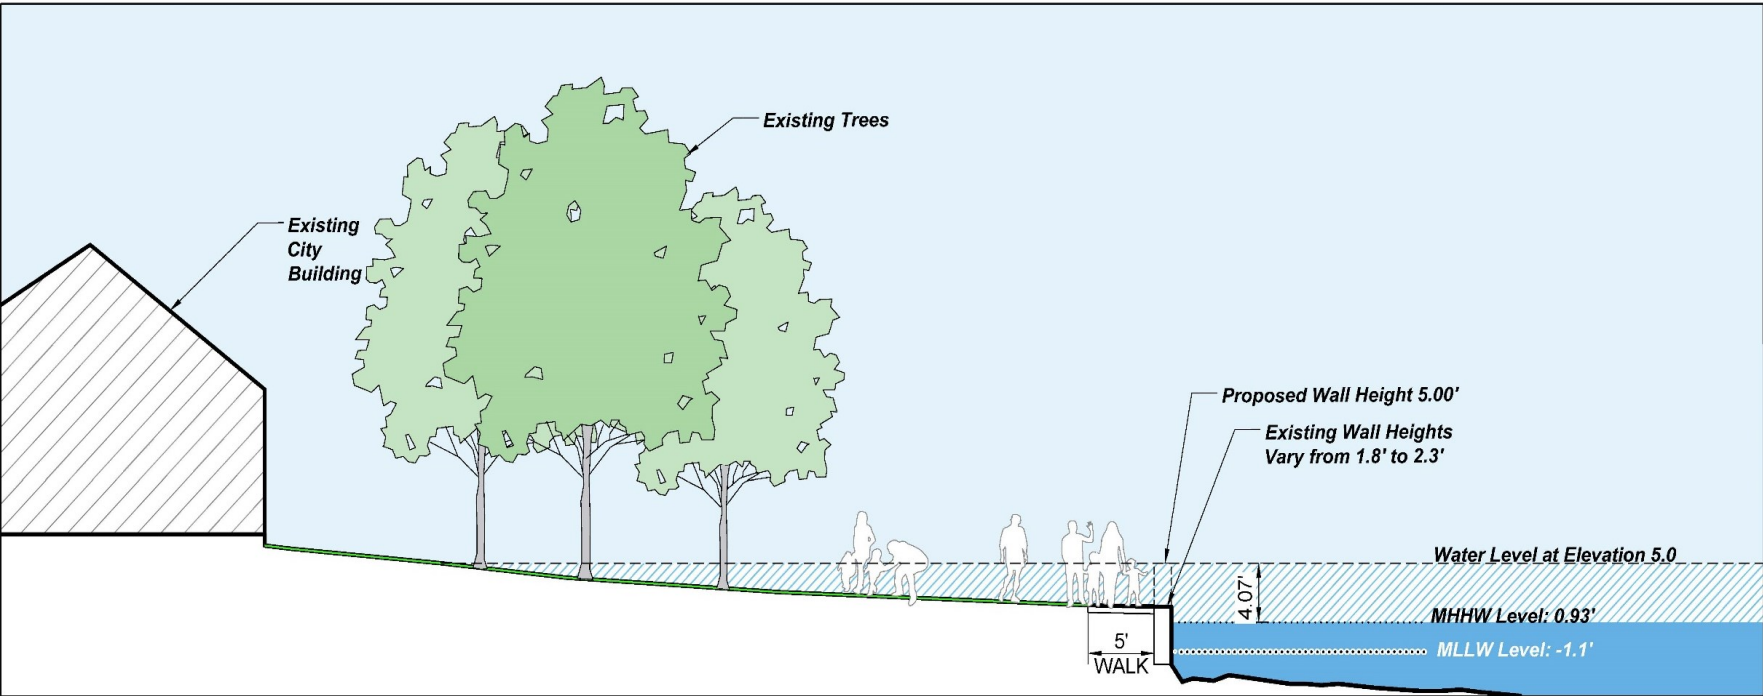 Existing Trees
Existing
City
Building
Proposed Wall Height 5.00'
Existing Wall Heights
Vary from 1.8' to 2.3'
Water Level at Elevation 5.0
4.07'
MHHW Level: 0.93'
5'
WALK
MLLW Level: -1.1'